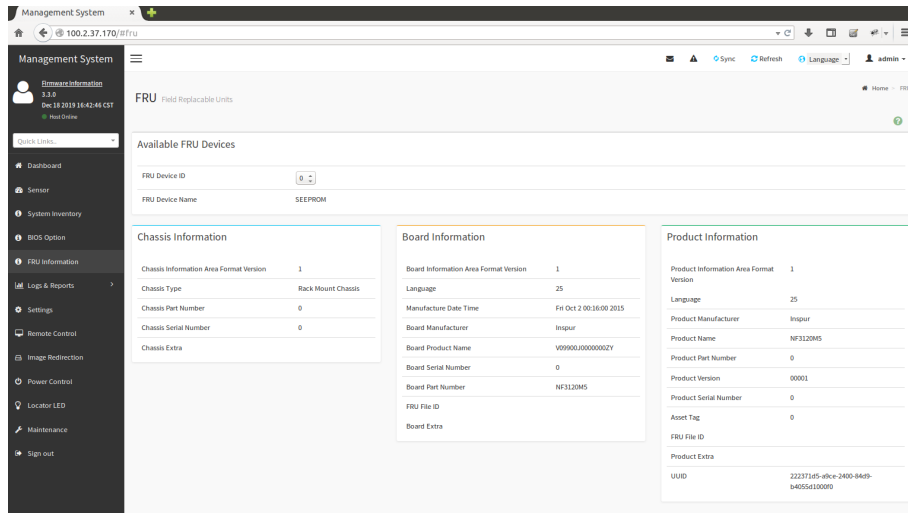 Management System ×
100.2.37.170/#fru
Management System
Sync Refresh Language admin
Firmware Information
3.3.0
Dec 18 2019 16:42:46 CST
Host Online
FRU Field Replacable Units
Home > FRU
Quick Links..
Dashboard
Sensor
System Inventory
BIOS Option
FRU Information
Logs & Reports >
Settings
Remote Control
Image Redirection
Power Control
Locator LED
Maintenance
Sign out
Available FRU Devices
FRU Device ID 0
FRU Device Name SEEPROM
Chassis Information
Chassis Information Area Format Version 1
Chassis Type Rack Mount Chassis
Chassis Part Number 0
Chassis Serial Number 0
Chassis Extra
Board Information
Board Information Area Format Version 1
Language 25
Manufacture Date Time Fri Oct 2 00:16:00 2015
Board Manufacturer Inspur
Board Product Name V09900J0000000ZY
Board Serial Number 0
Board Part Number NF3120M5
FRU File ID
Board Extra
Product Information
Product Information Area Format 1
Version
Language 25
Product Manufacturer Inspur
Product Name NF3120M5
Product Part Number 0
Product Version 00001
Product Serial Number 0
Asset Tag 0
FRU File ID
Product Extra
UUID 222371d5-a9ce-2400-84d9-
b4055d1000f0